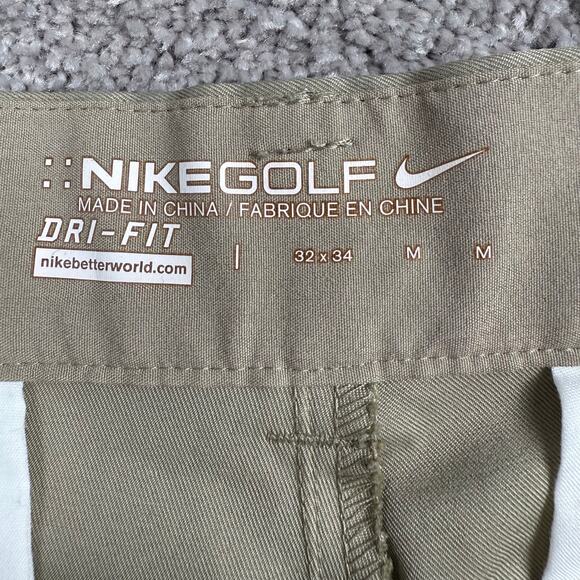 ::NIKEGOLF
MADE IN CHINA / FABRIQUE EN CHINE
DRI-FIT
nikebetterworld.com | 32 x 34 M M